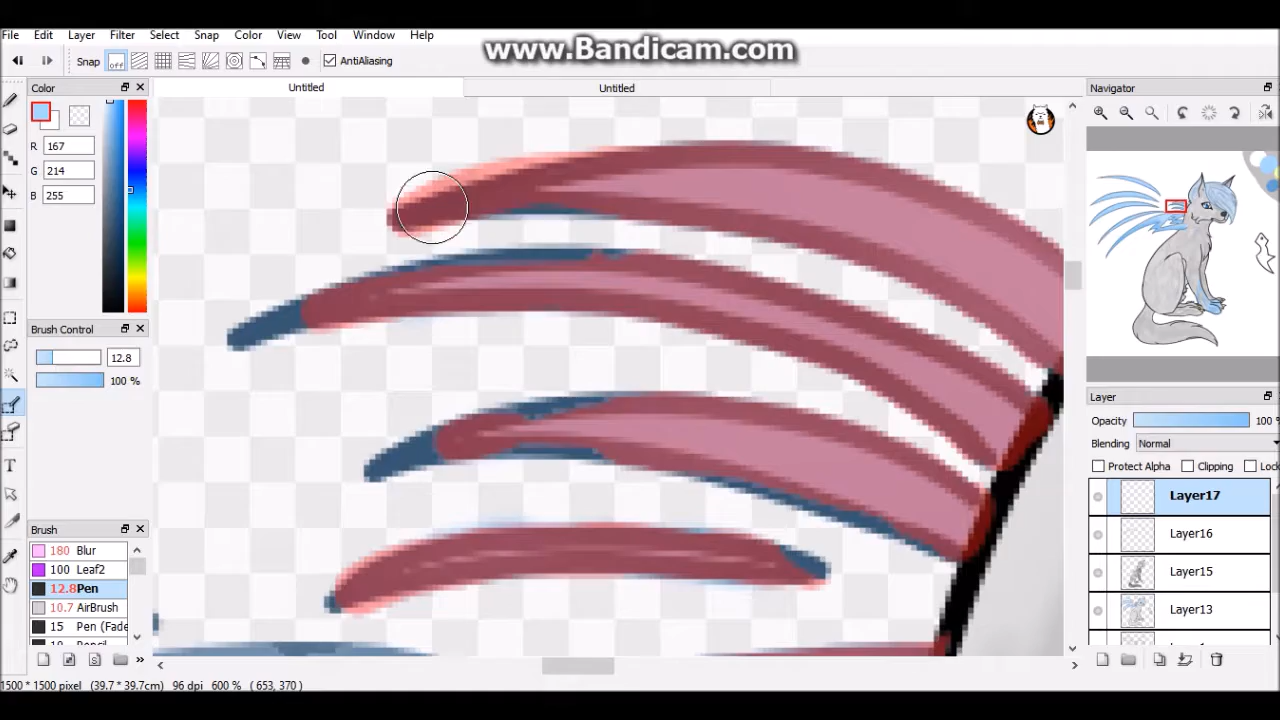 www.Bandicam.com
File Edit Layer Filter Select Snap Color View Tool Window Help
Snap off AntiAliasing
Color
Untitled
Untitled
Navigator
R 167
G 214
B 255
Brush Control
12.8
100 %
Layer
Opacity 100
Blending Normal
Protect Alpha Clipping Lock
Layer17
Layer16
Layer15
Layer13
Brush
180 Blur
100 Leaf2
12.8Pen
10.7 AirBrush
15 Pen (Fade
1500 * 1500 pixel (39.7 * 39.7cm) 96 dpi 600 % ( 653, 370 )